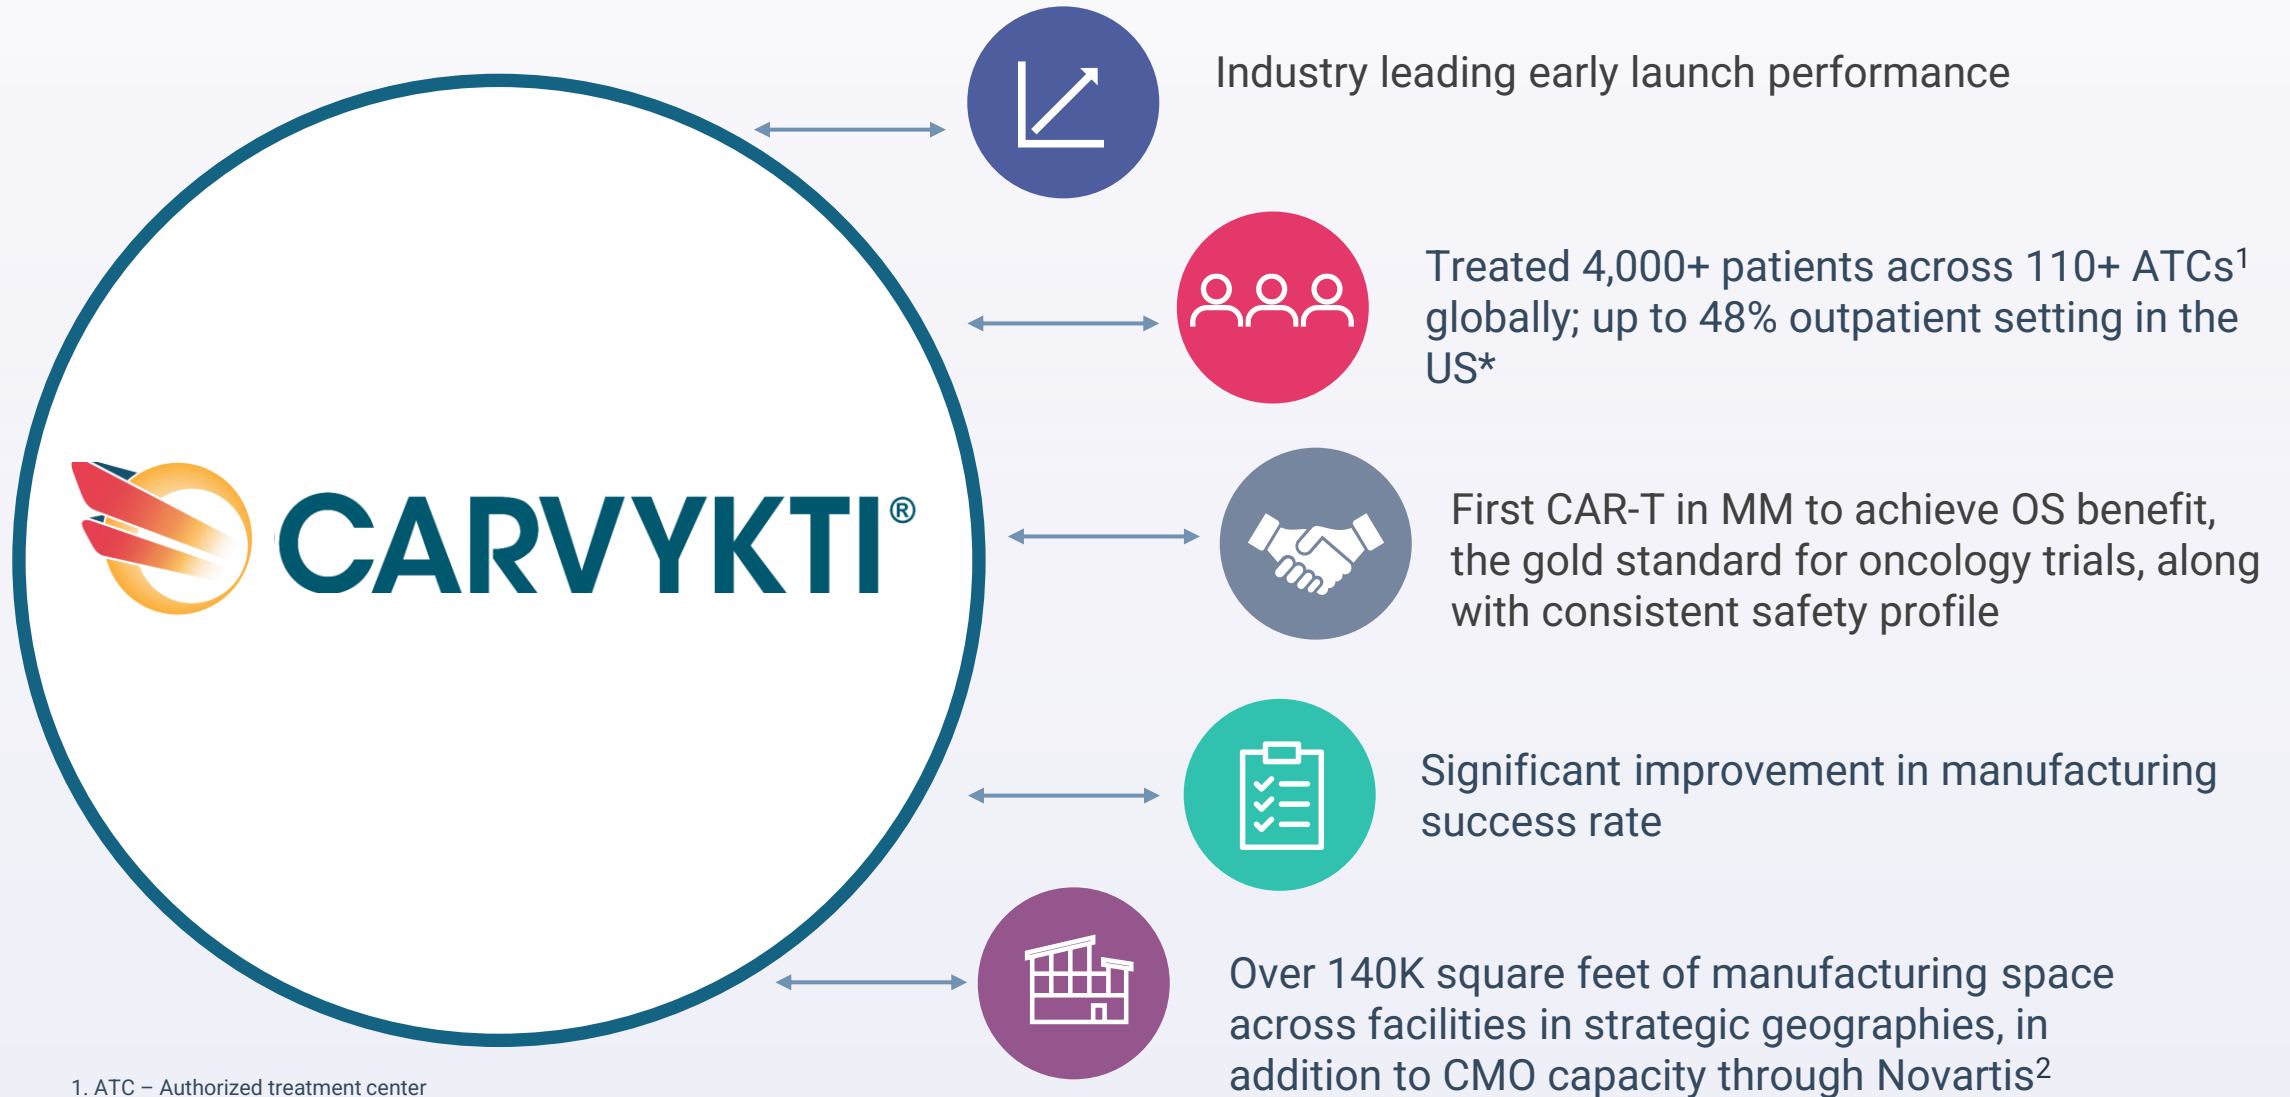 CARVYKTI®
Industry leading early launch performance
Treated 4,000+ patients across 110+ ATCs¹
globally; up to 48% outpatient setting in the
US*
First CAR-T in MM to achieve OS benefit,
the gold standard for oncology trials, along
with consistent safety profile
Significant improvement in manufacturing
success rate
Over 140K square feet of manufacturing space
across facilities in strategic geographies, in
addition to CMO capacity through Novartis²
1. ATC – Authorized treatment center